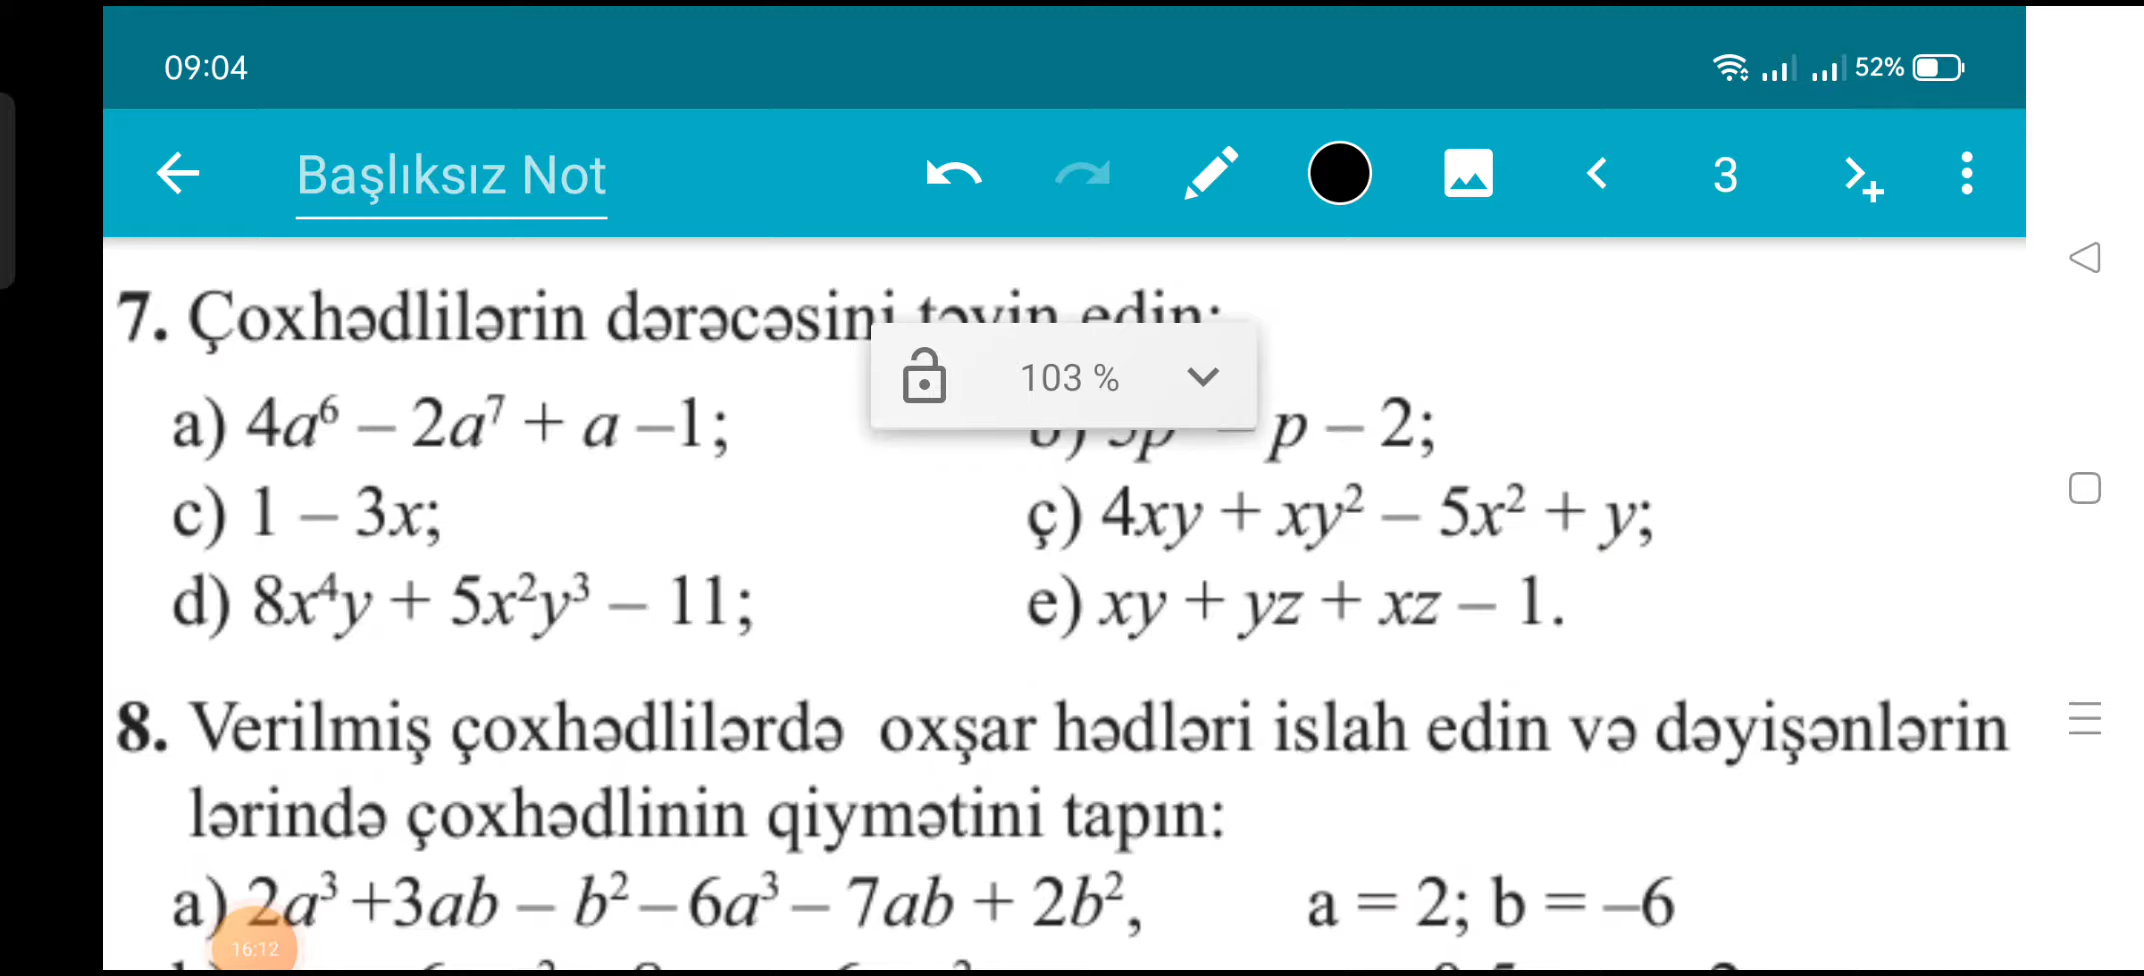 09:04 52%
Başlıksız Not 3
7. Çoxhədlilərin dərəcəsini təyin edin:
103 %
a) 4a⁶ – 2a⁷ + a –1; p – 2;
c) 1 – 3x; ç) 4xy + xy² – 5x² + y;
d) 8x⁴y + 5x²y³ – 11; e) xy + yz + xz – 1.
8. Verilmiş çoxhədlilərdə oxşar hədləri islah edin və dəyişənlərin
lərində çoxhədlinin qiymətini tapın:
a) 2a³ +3ab – b² – 6a³ – 7ab + 2b², a = 2; b = –6
16:12